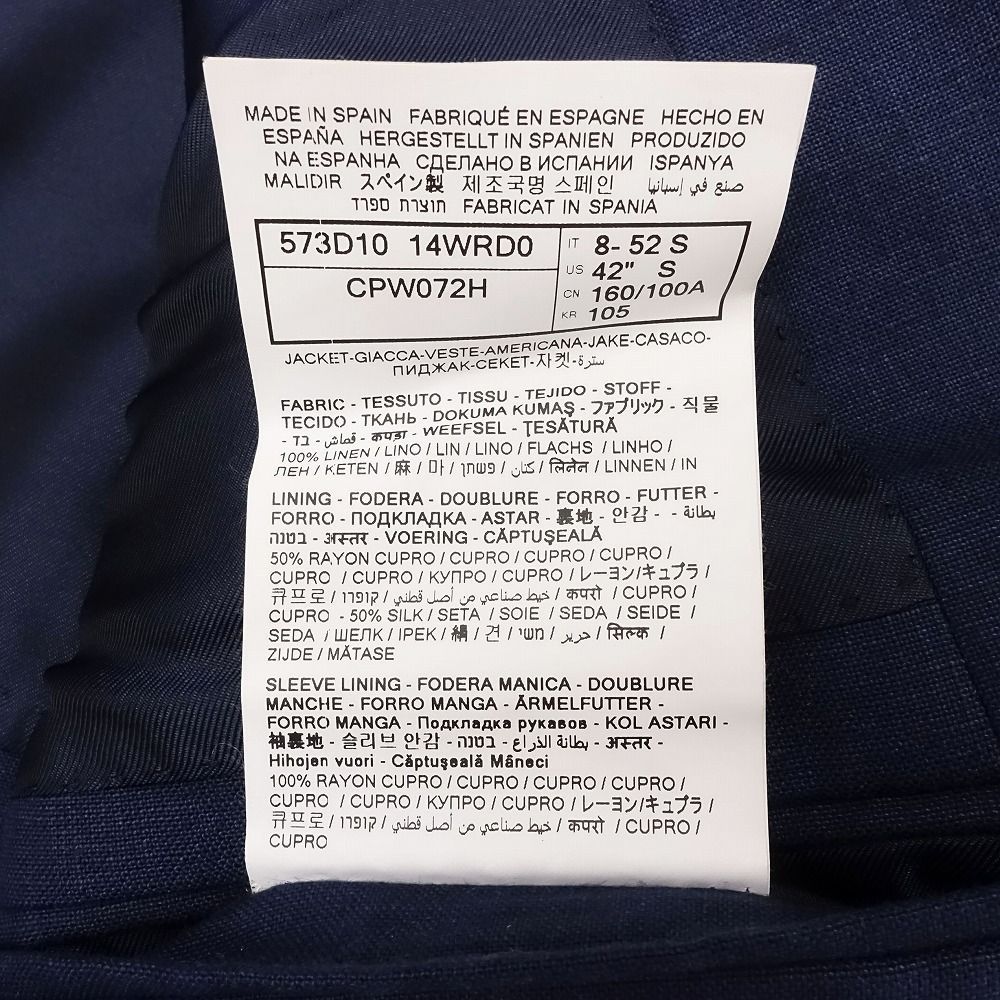 MADE IN SPAIN FABRIQUÉ EN ESPAGNE HECHO EN
ESPAÑA HERGESTELLT IN SPANIEN PRODUZIDO
NA ESPANHA СДЕЛАНО В ИСПАНИИ ISPANYA
MALIDIR スペイン製 제조국명 스페인 صنع في إسبانيا
תוצרת ספרד FABRICAT IN SPANIA
573D10 14WRD0
CPW072H
IT 8- 52 S
US 42" S
CN 160/100A
KR 105
JACKET-GIACCA-VESTE-AMERICANA-JAKE-CASACO-
ПИДЖАК-CEKET-자켓-سترة
FABRIC - TESSUTO - TISSU - TEJIDO - STOFF -
TECIDO - ТКАНЬ - DOKUMA KUMAŞ - ファブリック - 직물
- קماش - בד - कपड़ा - WEEFSEL - ŢESĂTURĂ
100% LINEN / LINO / LIN / LINO / FLACHS / LINHO /
ЛЕН / KETEN / 麻 / 마 / פשתן / كتان / लिनेन / LINNEN / IN
LINING - FODERA - DOUBLURE - FORRO - FUTTER -
FORRO - ПОДКЛАДКА - ASTAR - 裏地 - 안감 - بطانة -
בטנה - अस्तर - VOERING - CĂPTUŞEALĂ
50% RAYON CUPRO / CUPRO / CUPRO / CUPRO /
CUPRO / CUPRO / КУПРО / CUPRO / レーヨン/キュプラ /
큐프로 / קופרו / خيط صناعي من أصل قطني / कपरो / CUPRO /
CUPRO - 50% SILK / SETA / SOIE / SEDA / SEIDE /
SEDA / ШЕЛК / IPEK / 絹 / 견 / משי / حرير / सिल्क /
ZIJDE / MĂTASE
SLEEVE LINING - FODERA MANICA - DOUBLURE
MANCHE - FORRO MANGA - ÄRMELFUTTER -
FORRO MANGA - Подкладка рукавов - KOL ASTARI -
袖裏地 - 슬리브 안감 - בטנה - بطانة الذراع - अस्तर -
Hihojen vuori - Căptuşeală Mâneci
100% RAYON CUPRO / CUPRO / CUPRO / CUPRO /
CUPRO / CUPRO / КУПРО / CUPRO / レーヨン/キュプラ /
큐프로 / קופרו / خيط صناعي من أصل قطني / कपरो / CUPRO /
CUPRO